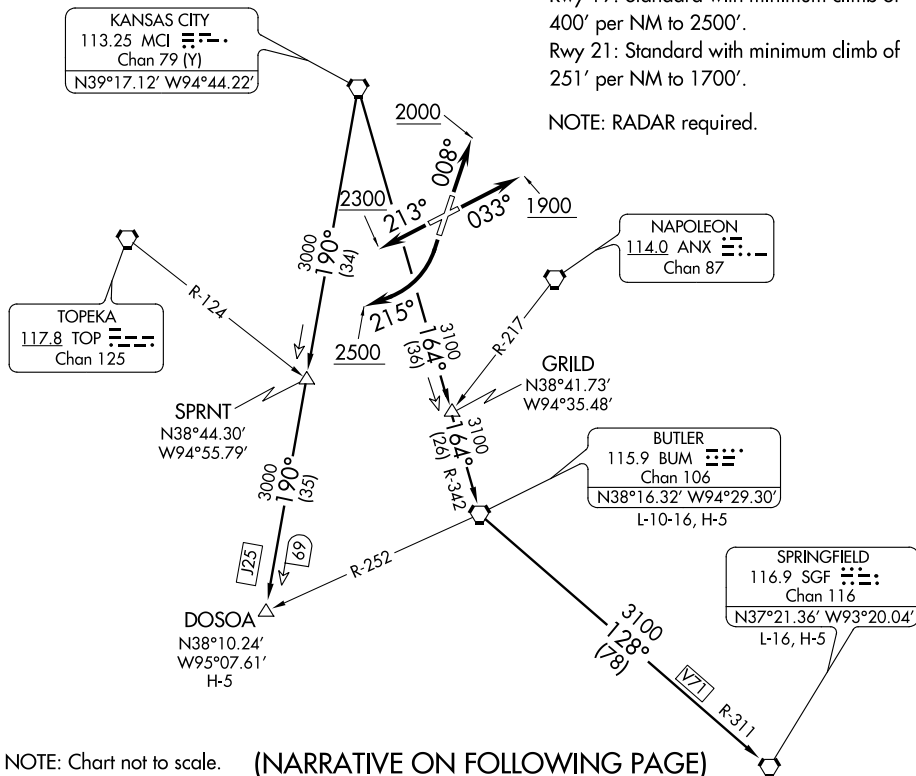 Rwy 19: Standard with minimum climb of
400' per NM to 2500'.
Rwy 21: Standard with minimum climb of
251' per NM to 1700'.
NOTE: RADAR required.
KANSAS CITY
113.25 MCI
Chan 79 (Y)
N39°17.12' W94°44.22'
2000
008°
2300
213°
033°
1900
NAPOLEON
114.0 ANX
Chan 87
3000
190°
(34)
TOPEKA
117.8 TOP
Chan 125
R-124
215°
2500
3100
164°
(36)
R-217
GRILD
N38°41.73'
W94°35.48'
SPRNT
N38°44.30'
W94°55.79'
3100
164°
(26)
R-342
BUTLER
115.9 BUM
Chan 106
N38°16.32' W94°29.30'
L-10-16, H-5
3000
190°
(35)
J25
69
R-252
SPRINGFIELD
116.9 SGF
Chan 116
N37°21.36' W93°20.04'
L-16, H-5
DOSOA
N38°10.24'
W95°07.61'
H-5
3100
128°
(78)
V71
R-311
NOTE: Chart not to scale.
(NARRATIVE ON FOLLOWING PAGE)